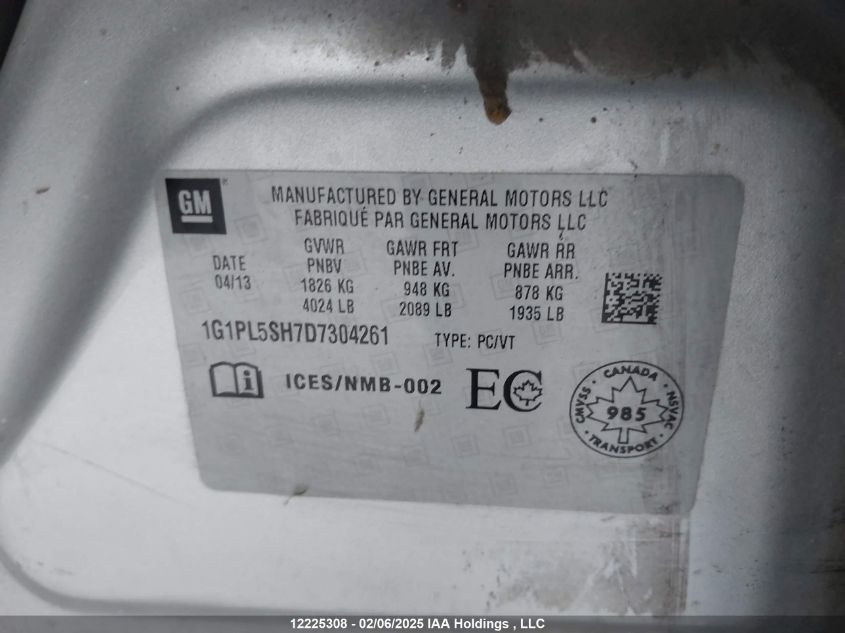 GM®
MANUFACTURED BY GENERAL MOTORS LLC
FABRIQUÉ PAR GENERAL MOTORS LLC
DATE
04/13
GVWR
PNBV
1826 KG
4024 LB
GAWR FRT
PNBE AV.
948 KG
2089 LB
GAWR RR
PNBE ARR.
878 KG
1935 LB
1G1PL5SH7D7304261 TYPE: PC/VT
i ICES/NMB-002 EC
CANADA
CMVSS 985 NSVAC
TRANSPORT
12225308 - 02/06/2025 IAA Holdings , LLC